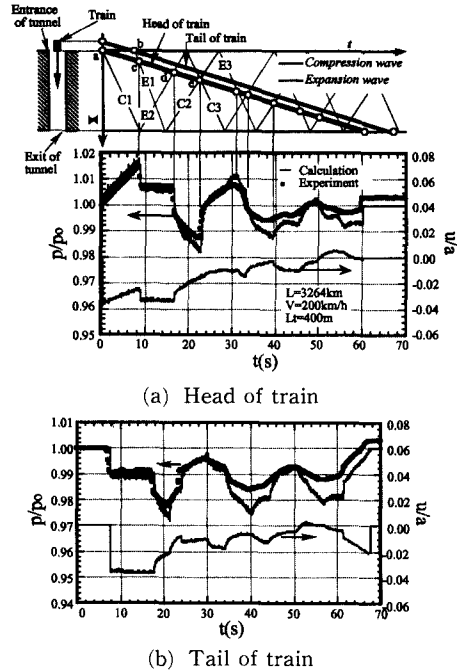 Entrance of tunnel
Train
Head of train
Tail of train
t
Compression wave
Expansion wave
a
b
c
d
e
C1
E1
E2
C2
C3
E3
X
Exit of tunnel
1.02
1.01
1.00
0.99
0.98
0.97
0.96
0.95
p/p₀
Calculation
Experiment
L=3264km
V=200km/h
Lt=400m
0.08
0.06
0.04
0.02
0.00
-0.02
-0.04
-0.06
u/a
0 10 20 30 40 50 60 70
t(s)
(a) Head of train
1.01
1.00
0.99
0.98
0.97
0.96
0.95
0.94
p/p₀
0.08
0.06
0.04
0.02
0.00
-0.02
-0.04
-0.06
u/a
0 10 20 30 40 50 60 70
t(s)
(b) Tail of train